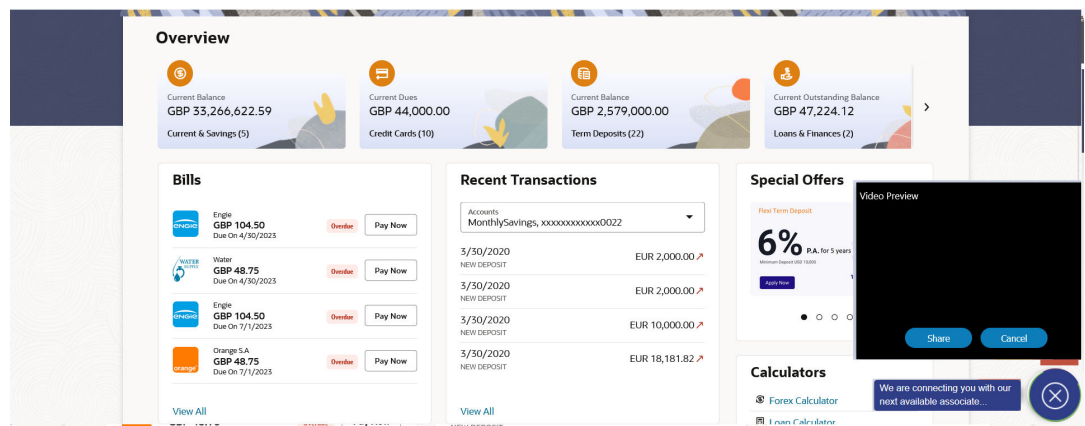 Overview
Current Balance
GBP 33,266,622.59
Current & Savings (5)
Current Dues
GBP 44,000.00
Credit Cards (10)
Current Balance
GBP 2,579,000.00
Term Deposits (22)
Current Outstanding Balance
GBP 47,224.12
Loans & Finances (2)
Bills
ENGIE
Engie
GBP 104.50
Due On 4/30/2023
Overdue
Pay Now
WATER
SUPPLY
Water
GBP 48.75
Due On 4/30/2023
Overdue
Pay Now
ENGIE
Engie
GBP 104.50
Due On 7/1/2023
Overdue
Pay Now
orange
Orange S.A
GBP 48.75
Due On 7/1/2023
Overdue
Pay Now
View All
Recent Transactions
Accounts
MonthlySavings, xxxxxxxxxxxx0022
3/30/2020
EUR 2,000.00
NEW DEPOSIT
3/30/2020
EUR 2,000.00
NEW DEPOSIT
3/30/2020
EUR 10,000.00
NEW DEPOSIT
3/30/2020
EUR 18,181.82
NEW DEPOSIT
View All
Special Offers
Flexi Term Deposit
6% P.A. for 5 years
Minimum Deposit USD 10,000
Apply Now
Video Preview
Share
Cancel
Calculators
Forex Calculator
Loan Calculator
We are connecting you with our
next available associate...